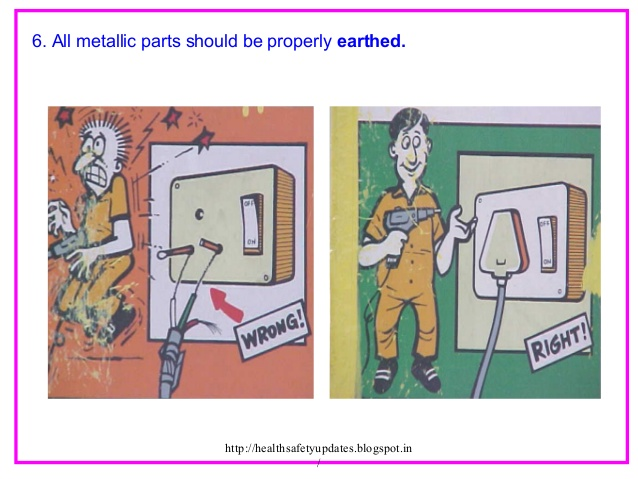 6. All metallic parts should be properly earthed.
OFF
ON
WRONG!
OFF
ON
RIGHT!
http://healthsafetyupdates.blogspot.in
/